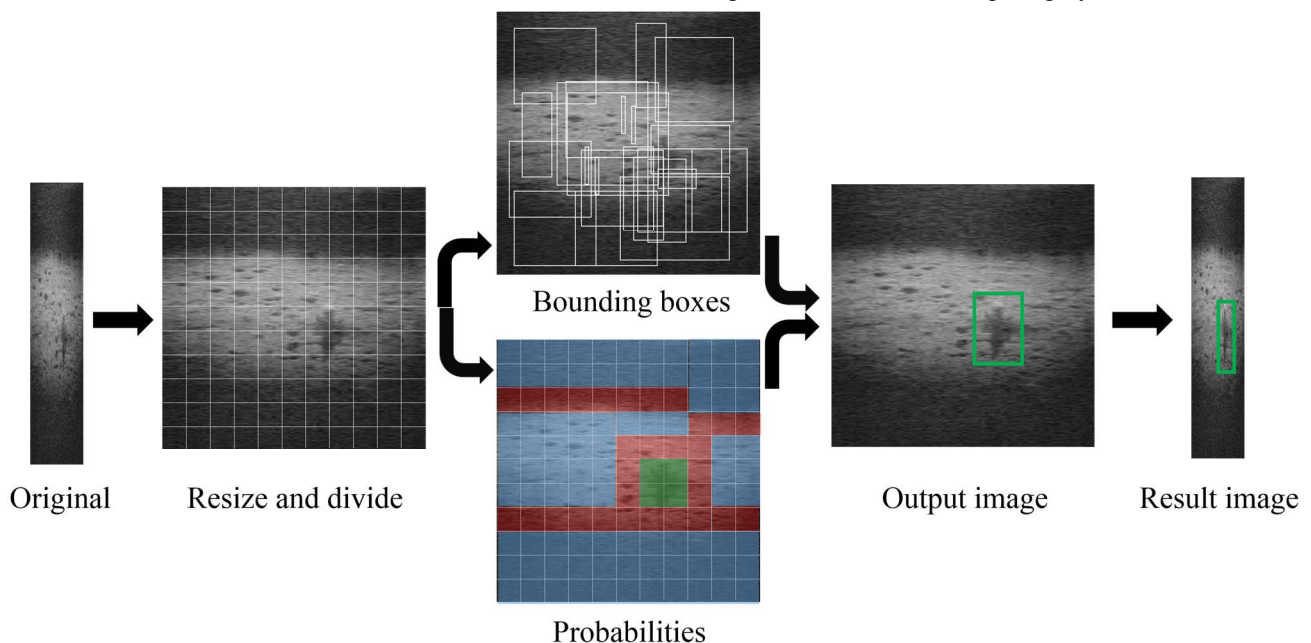 Bounding boxes
Original
Resize and divide
Output image
Result image
Probabilities